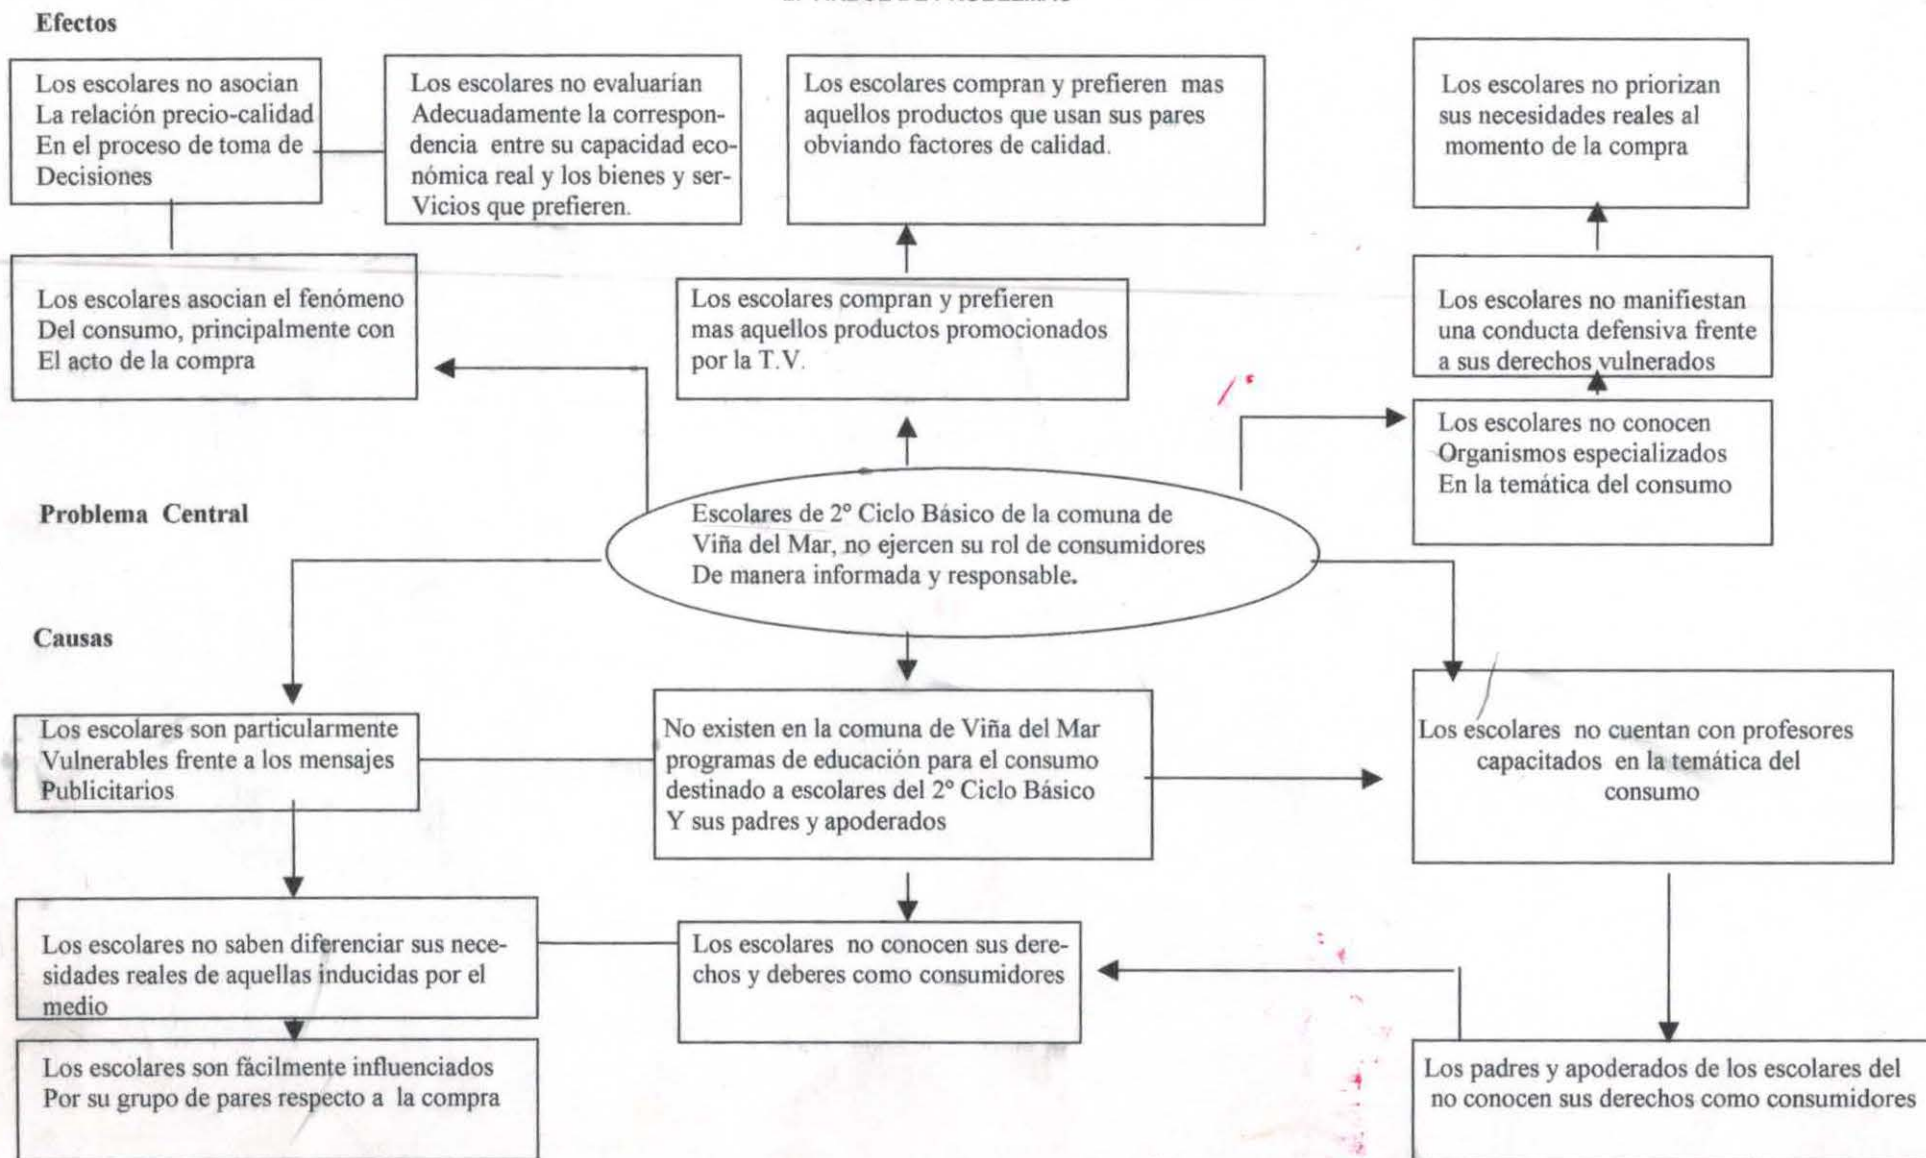 Efectos
Los escolares no asocian
La relación precio-calidad
En el proceso de toma de
Decisiones
Los escolares no evaluarían
Adecuadamente la correspon-
dencia entre su capacidad eco-
nómica real y los bienes y ser-
Vicios que prefieren.
Los escolares compran y prefieren mas
aquellos productos que usan sus pares
obviando factores de calidad.
Los escolares no priorizan
sus necesidades reales al
momento de la compra
Los escolares asocian el fenómeno
Del consumo, principalmente con
El acto de la compra
Los escolares compran y prefieren
mas aquellos productos promocionados
por la T.V.
Los escolares no manifiestan
una conducta defensiva frente
a sus derechos vulnerados
Los escolares no conocen
Organismos especializados
En la temática del consumo
Problema Central
Escolares de 2º Ciclo Básico de la comuna de
Viña del Mar, no ejercen su rol de consumidores
De manera informada y responsable.
Causas
Los escolares son particularmente
Vulnerables frente a los mensajes
Publicitarios
No existen en la comuna de Viña del Mar
programas de educación para el consumo
destinado a escolares del 2º Ciclo Básico
Y sus padres y apoderados
Los escolares no cuentan con profesores
capacitados en la temática del
consumo
Los escolares no saben diferenciar sus nece-
sidades reales de aquellas inducidas por el
medio
Los escolares no conocen sus dere-
chos y deberes como consumidores
Los escolares son fàcilmente influenciados
Por su grupo de pares respecto a la compra
Los padres y apoderados de los escolares del
no conocen sus derechos como consumidores